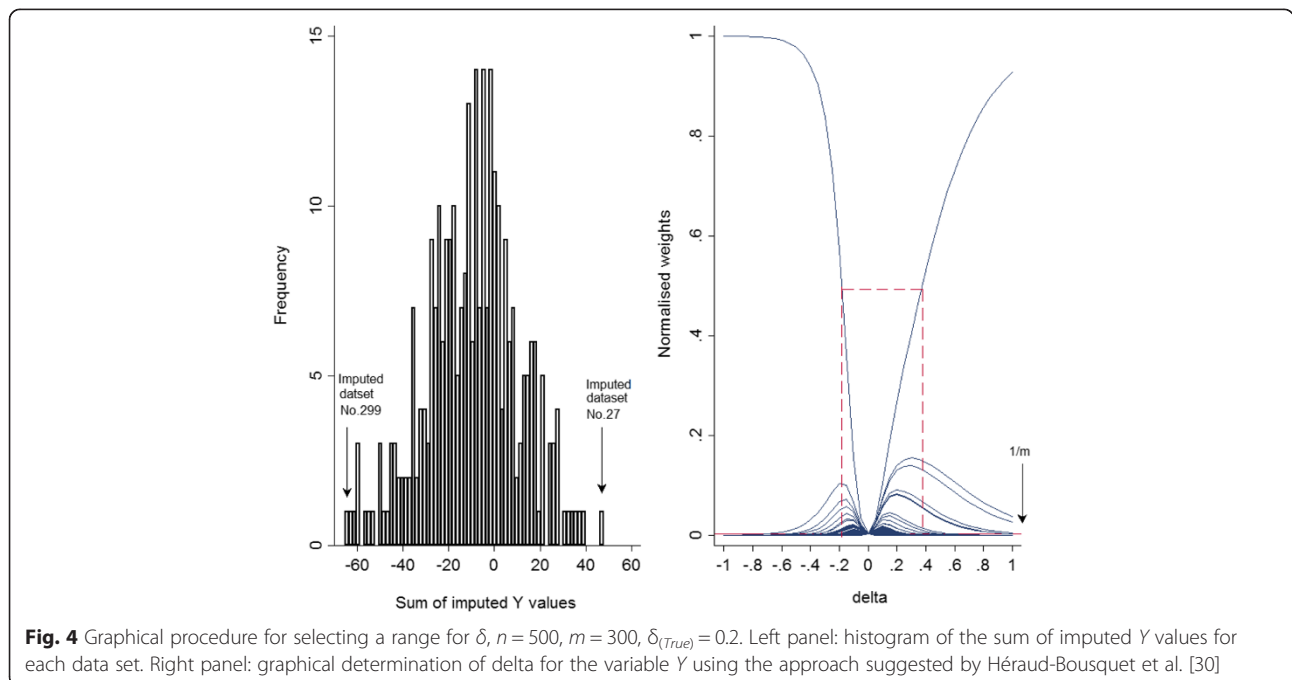 15
10
5
0
Frequency
Imputed
datset
No.299
Imputed
dataset
No.27
-60 -40 -20 0 20 40 60
Sum of imputed Y values
1
.8
.6
.4
.2
0
Normalised weights
1/m
-1 -.8 -.6 -.4 -.2 0 .2 .4 .6 .8 1
delta
Fig. 4 Graphical procedure for selecting a range for δ, n = 500, m = 300, δ(True) = 0.2. Left panel: histogram of the sum of imputed Y values for
each data set. Right panel: graphical determination of delta for the variable Y using the approach suggested by Héraud-Bousquet et al. [30]